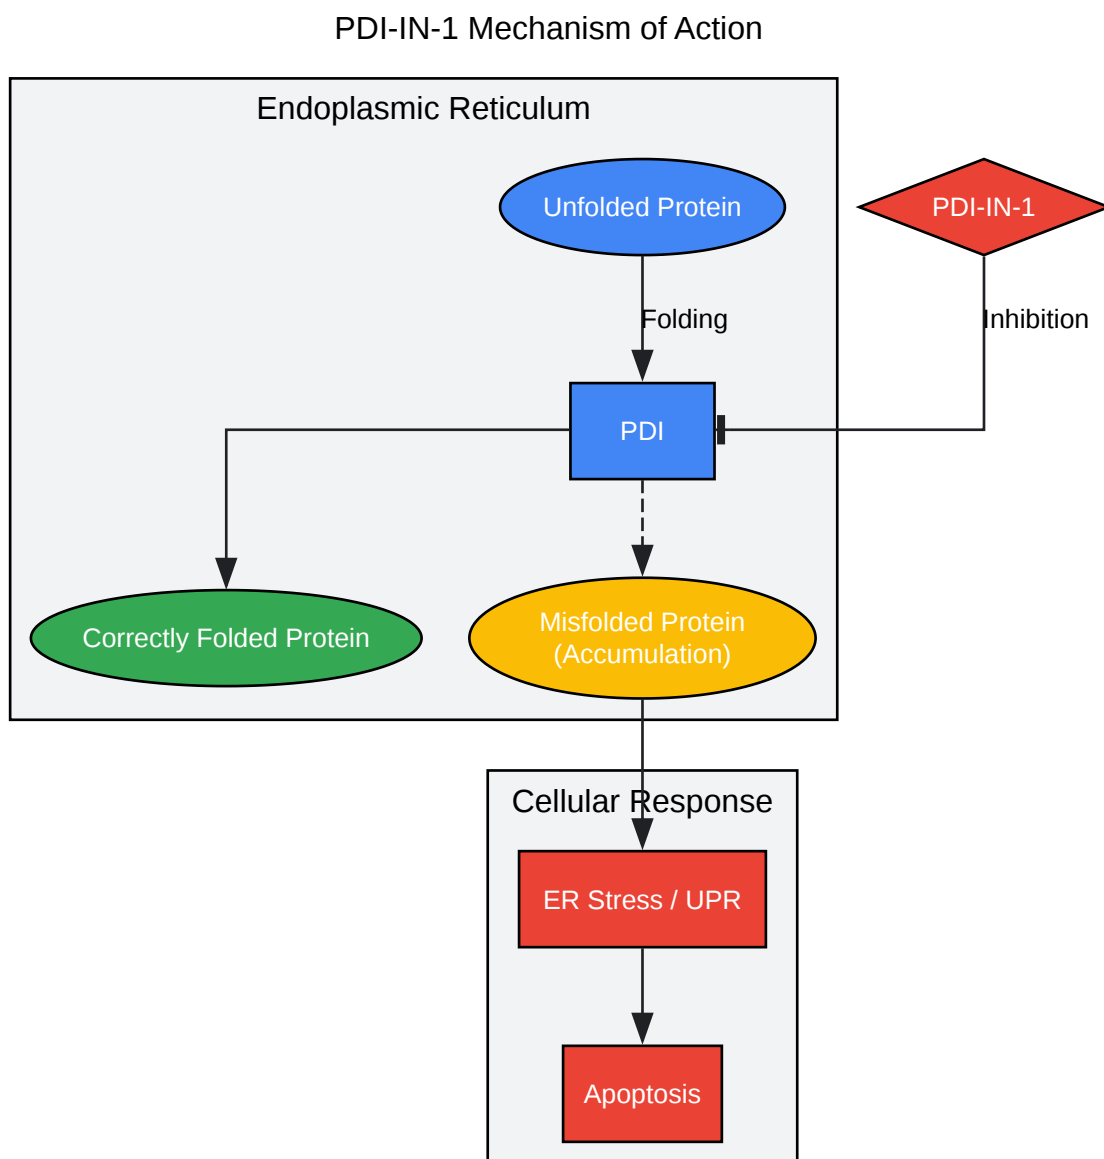 PDI-IN-1 Mechanism of Action
Endoplasmic Reticulum
Unfolded Protein
PDI-IN-1
Folding
Inhibition
PDI
Correctly Folded Protein
Misfolded Protein
(Accumulation)
Cellular Response
ER Stress / UPR
Apoptosis